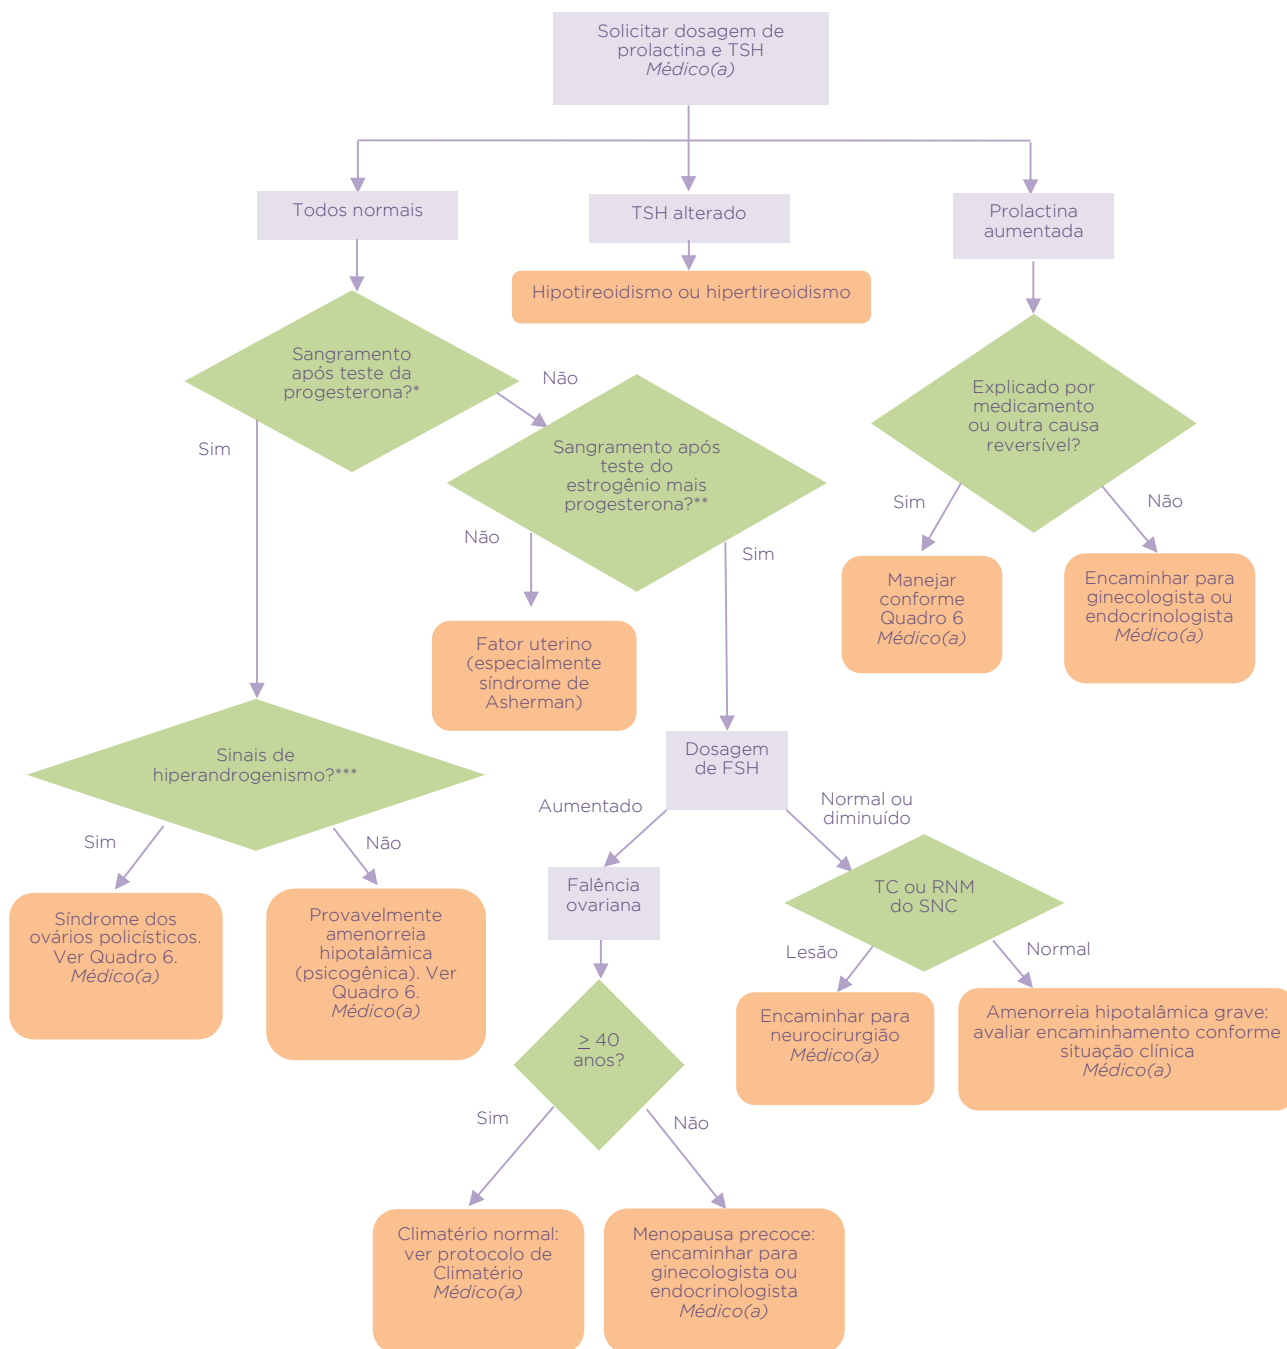 Solicitar dosagem de
prolactina e TSH
Médico(a)
Todos normais
TSH alterado
Prolactina
aumentada
Hipotireoidismo ou hipertireoidismo
Sangramento
após teste da
progesterona?*
Não
Sim
Sangramento após
teste do
estrogênio mais
progesterona?**
Não
Sim
Explicado por
medicamento
ou outra causa
reversível?
Sim
Não
Manejar
conforme
Quadro 6
Médico(a)
Encaminhar para
ginecologista ou
endocrinologista
Médico(a)
Fator uterino
(especialmente
síndrome de
Asherman)
Sinais de
hiperandrogenismo?***
Sim
Não
Síndrome dos
ovários policísticos.
Ver Quadro 6.
Médico(a)
Provavelmente
amenorreia
hipotalâmica
(psicogênica). Ver
Quadro 6.
Médico(a)
Dosagem
de FSH
Aumentado
Normal ou
diminuído
Falência
ovariana
TC ou RNM
do SNC
Lesão
Normal
Encaminhar para
neurocirurgião
Médico(a)
Amenorreia hipotalâmica grave:
avaliar encaminhamento conforme
situação clínica
Médico(a)
≥ 40
anos?
Sim
Não
Climatério normal:
ver protocolo de
Climatério
Médico(a)
Menopausa precoce:
encaminhar para
ginecologista ou
endocrinologista
Médico(a)